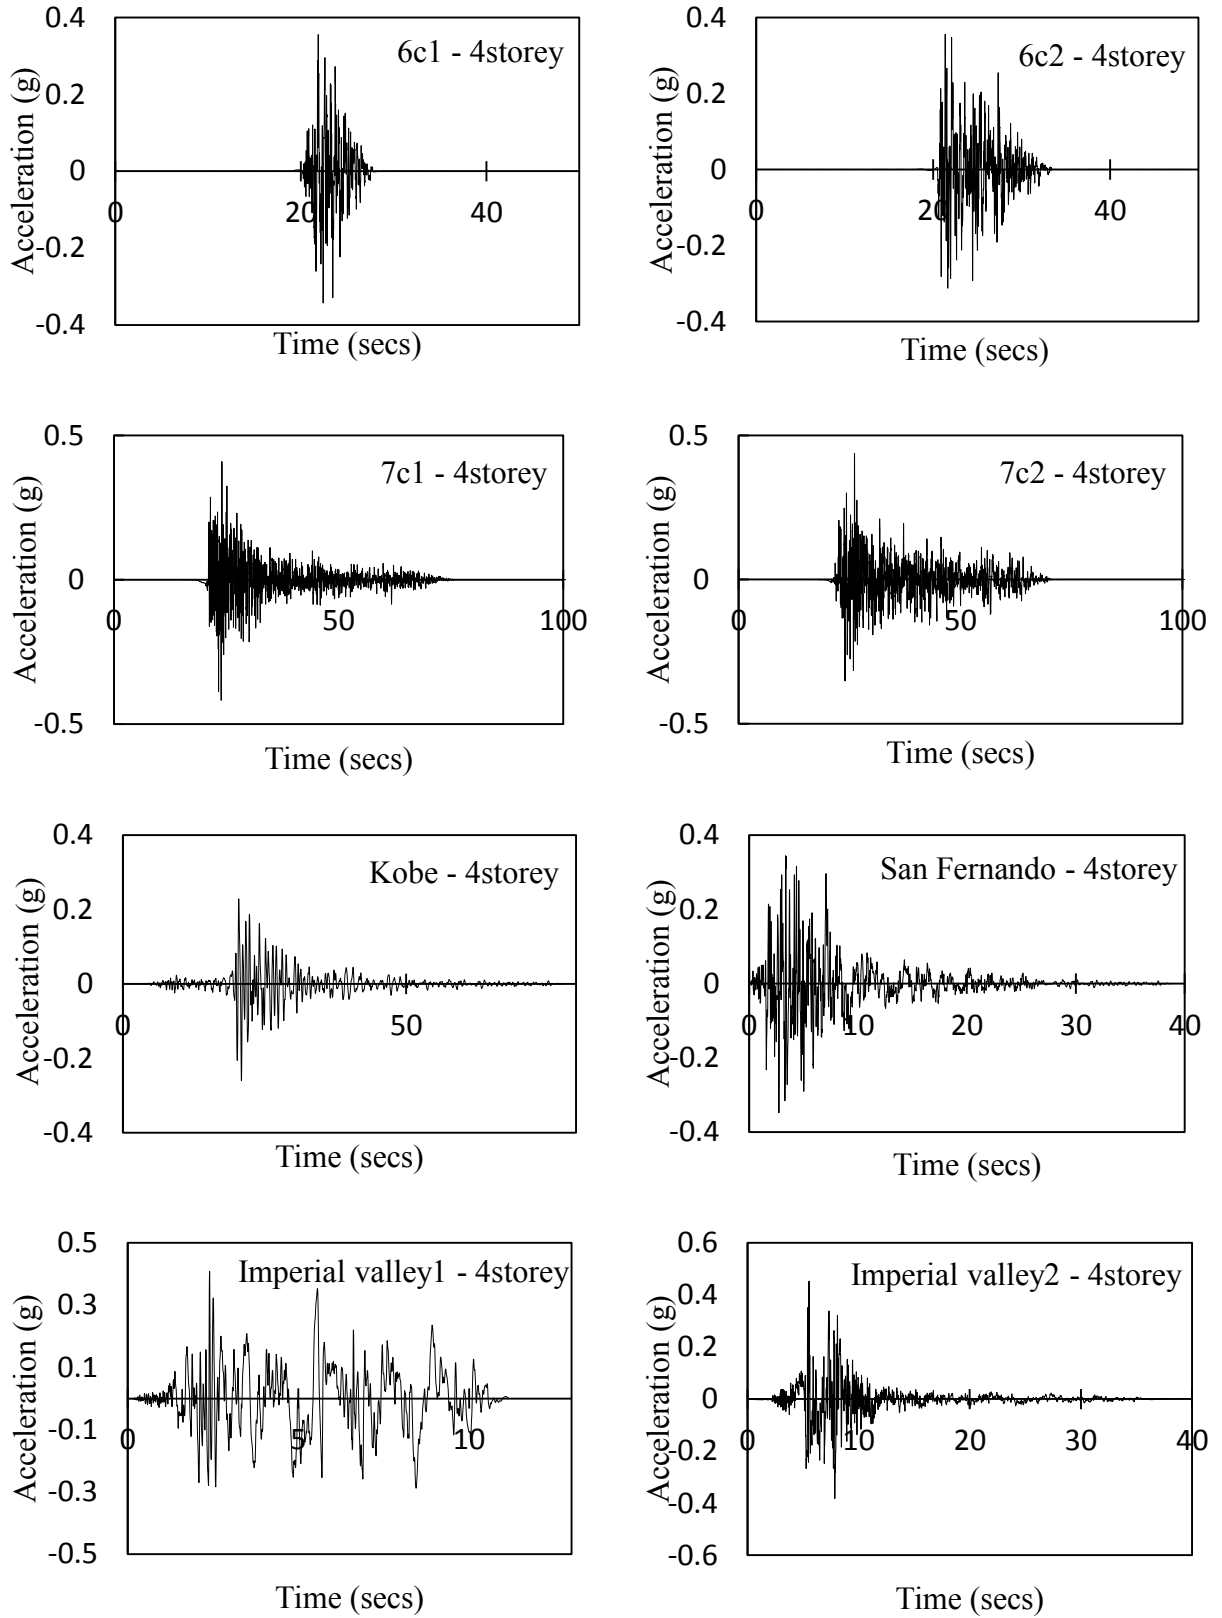 0.4
0.2
0
-0.2
-0.4
Acceleration (g)
6c1 - 4storey
0
20
40
Time (secs)
0.4
0.2
0
-0.2
-0.4
Acceleration (g)
6c2 - 4storey
0
20
40
Time (secs)
0.5
0
-0.5
Acceleration (g)
7c1 - 4storey
0
50
100
Time (secs)
0.5
0
-0.5
Acceleration (g)
7c2 - 4storey
0
50
100
Time (secs)
0.4
0.2
0
-0.2
-0.4
Acceleration (g)
Kobe - 4storey
0
50
Time (secs)
0.4
0.2
0
-0.2
-0.4
Acceleration (g)
San Fernando - 4storey
0
10
20
30
40
Time (secs)
0.5
0.3
0.1
-0.1
-0.3
-0.5
Acceleration (g)
Imperial valley1 - 4storey
0
5
10
Time (secs)
0.6
0.4
0.2
0
-0.2
-0.4
-0.6
Acceleration (g)
Imperial valley2 - 4storey
0
10
20
30
40
Time (secs)